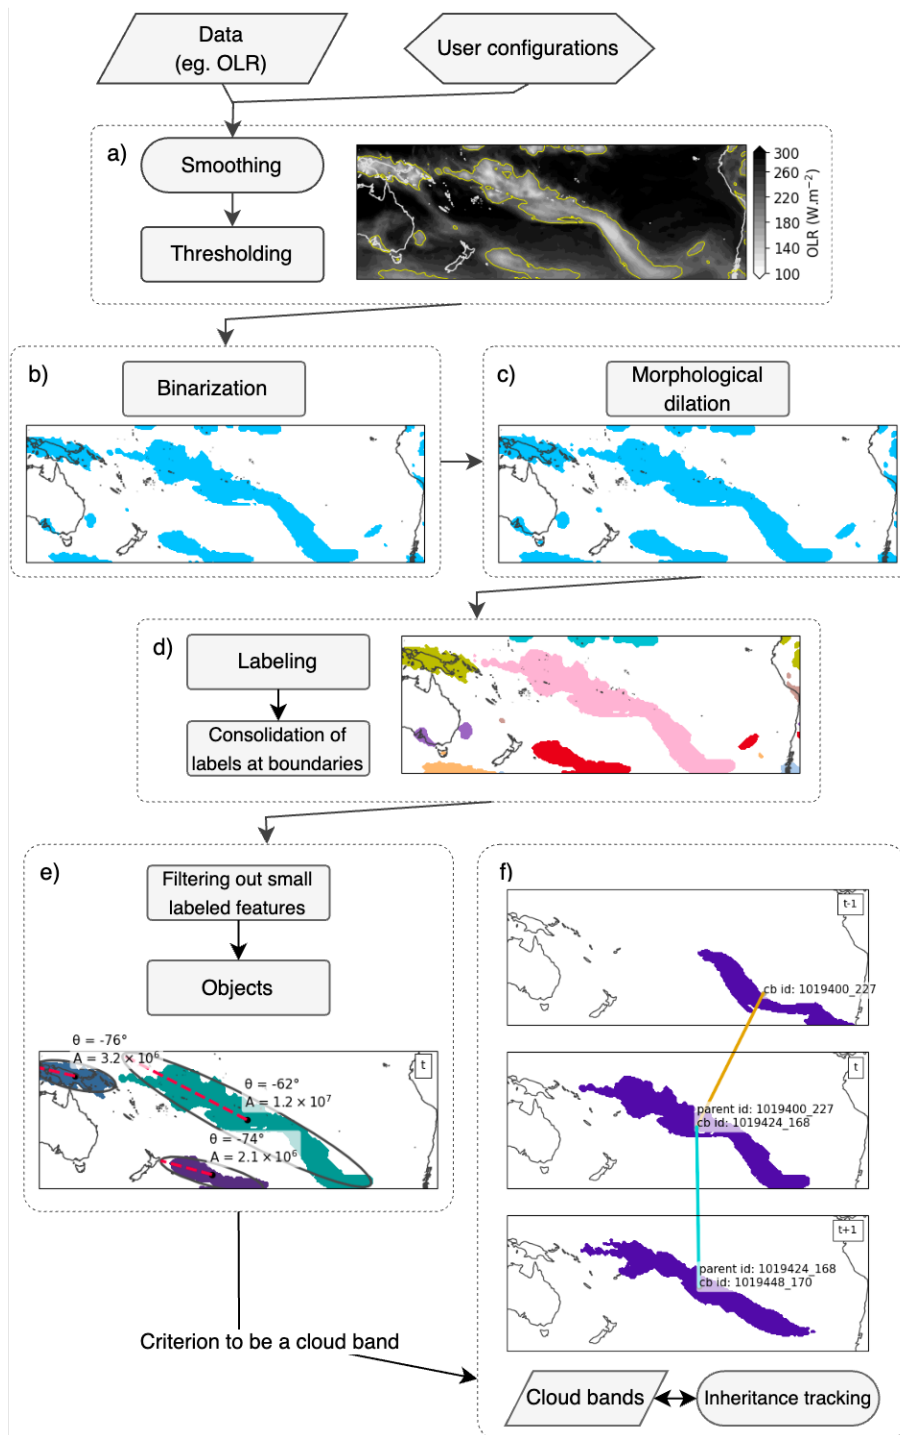 Data
(eg. OLR)
User configurations
a)
Smoothing
Thresholding
300
260
220
180
140
100
OLR (W.m⁻²)
b)
Binarization
c)
Morphological
dilation
d)
Labeling
Consolidation of
labels at boundaries
e)
Filtering out small
labeled features
Objects
t
θ = -76°
A = 3.2 × 10⁶
θ = -62°
A = 1.2 × 10⁷
θ = -74°
A = 2.1 × 10⁶
f)
t-1
cb id: 1019400_227
t
parent id: 1019400_227
cb id: 1019424_168
t+1
parent id: 1019424_168
cb id: 1019448_170
Criterion to be a cloud band
Cloud bands
Inheritance tracking